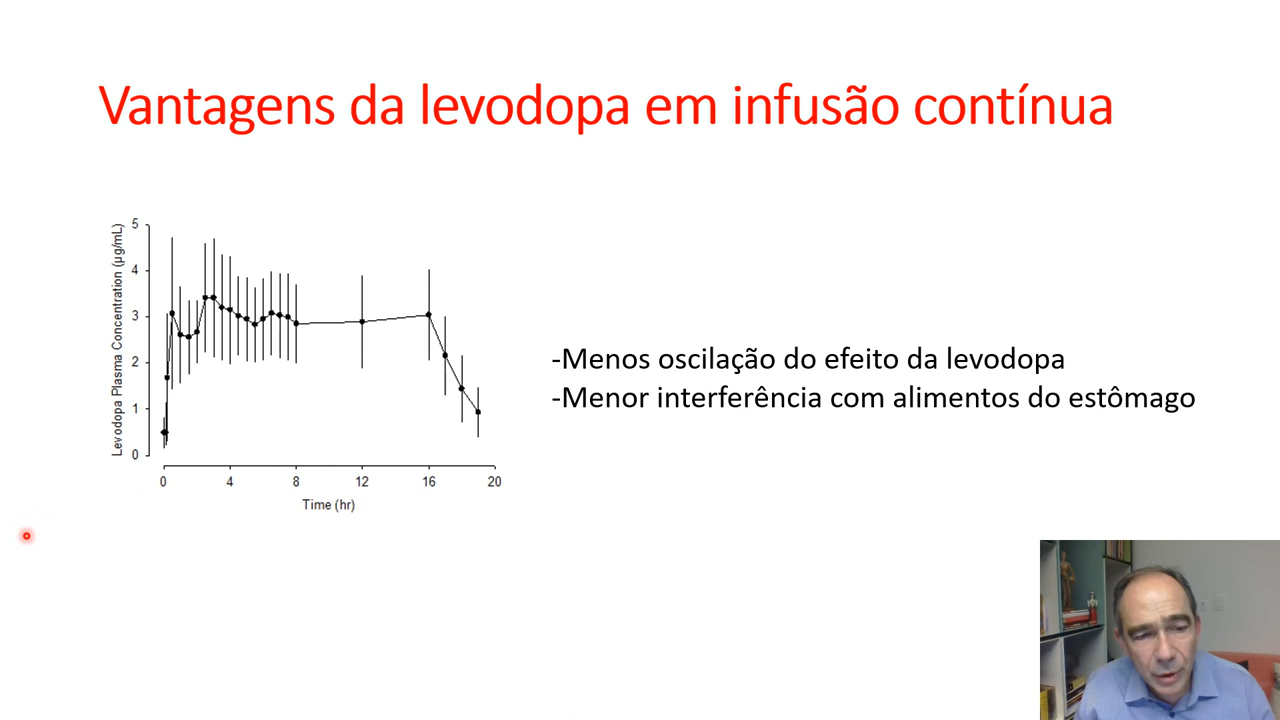 Vantagens da levodopa em infusão contínua
Levodopa Plasma Concentration (µg/mL)
5
4
3
2
1
0
0 4 8 12 16 20
Time (hr)
-Menos oscilação do efeito da levodopa
-Menor interferência com alimentos do estômago